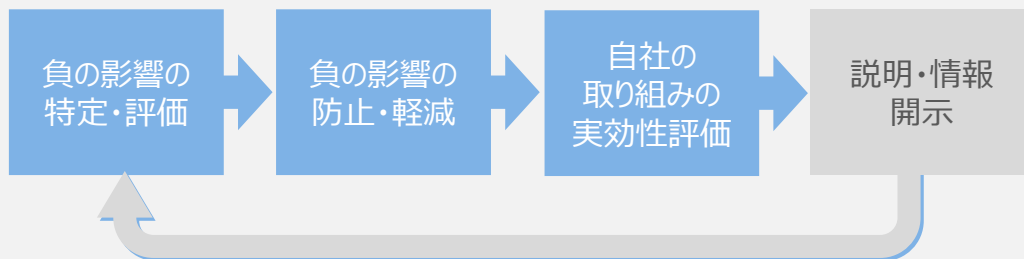 負の影響の
特定・評価
負の影響の
防止・軽減
自社の
取り組みの
実効性評価
説明・情報
開示